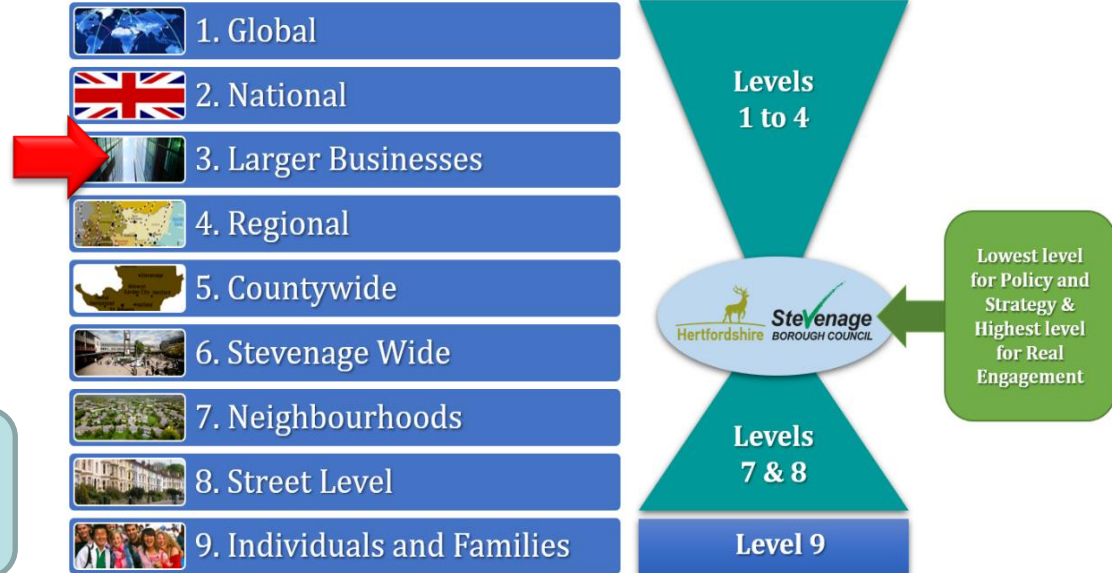 1. Global
2. National
3. Larger Businesses
4. Regional
5. Countywide
6. Stevenage Wide
7. Neighbourhoods
8. Street Level
9. Individuals and Families
Levels
1 to 4
Hertfordshire
Stevenage
BOROUGH COUNCIL
Levels
7 & 8
Level 9
Lowest level
for Policy and
Strategy &
Highest level
for Real
Engagement